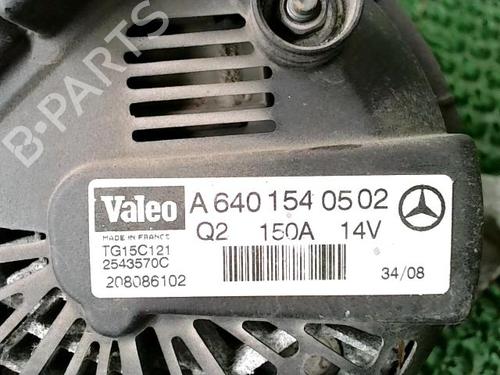 B-PARTS
Valeo A 640 154 05 02
MADE IN FRANCE Q2 150A 14V
TG15C121
2543570C
208086102 34/08